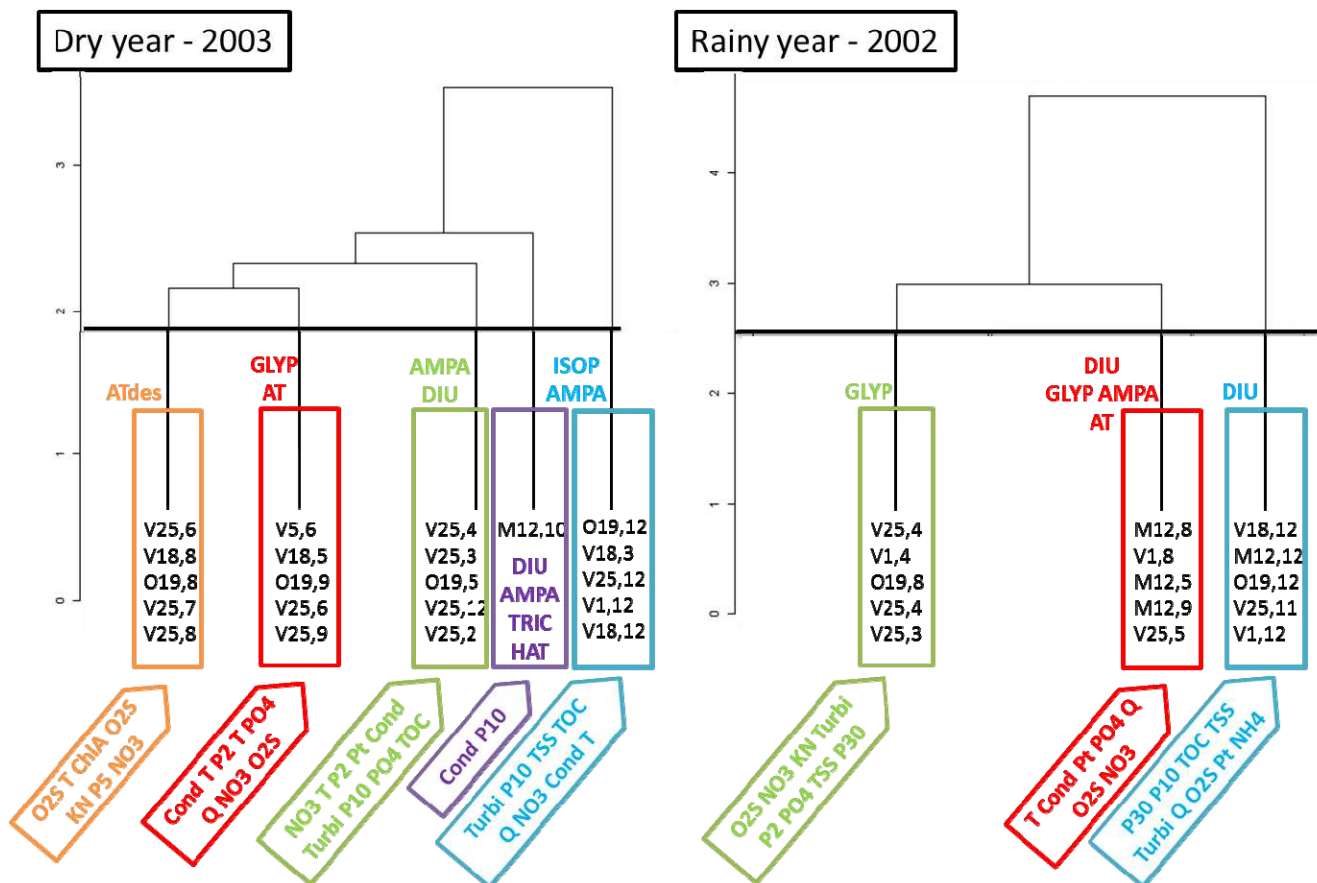 Dry year - 2003
3
2
1
0
ATdes
GLYP
AT
AMPA
DIU
ISOP
AMPA
V25,6
V18,8
O19,8
V25,7
V25,8
V5,6
V18,5
O19,9
V25,6
V25,9
V25,4
V25,3
O19,5
V25,12
V25,2
M12,10
DIU
AMPA
TRIC
HAT
O19,12
V18,3
V25,12
V1,12
V18,12
O2S T ChlA O2S
KN P5 NO3
Cond T P2 T PO4
Q NO3 O2S
NO3 T P2 Pt Cond
Turbi P10 PO4 TOC
Cond P10
Turbi P10 TSS TOC
Q NO3 Cond T
Rainy year - 2002
4
3
2
1
0
GLYP
DIU
GLYP AMPA
AT
DIU
V25,4
V1,4
O19,8
V25,4
V25,3
M12,8
V1,8
M12,5
M12,9
V25,5
V18,12
M12,12
O19,12
V25,11
V1,12
O2S NO3 KN Turbi
P2 PO4 TSS P30
T Cond Pt PO4 Q
O2S NO3
P30 P10 TOC TSS
Turbi Q O2S Pt NH4